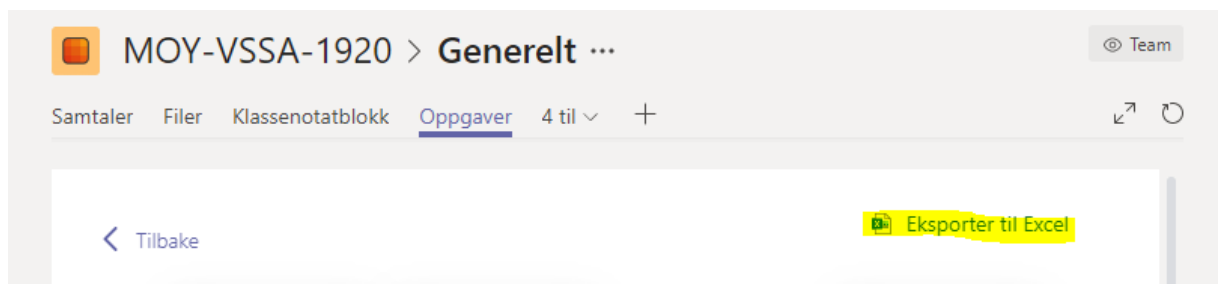 MOY-VSSA-1920 > Generelt ...
Team
Samtaler Filer Klassenotatblokk Oppgaver 4 til
Eksporter til Excel
Tilbake